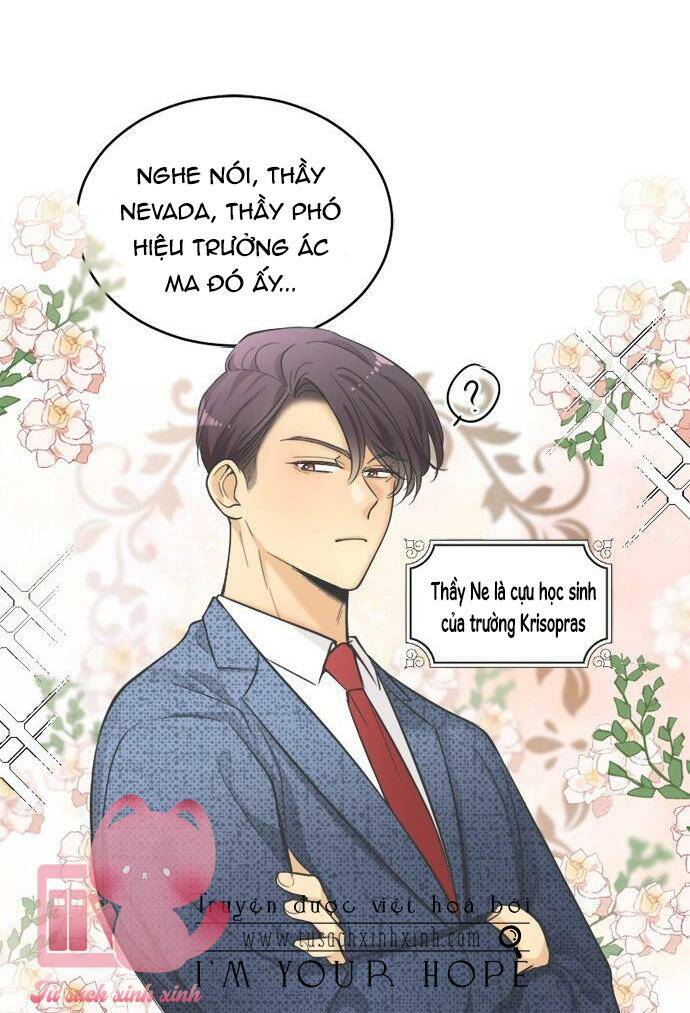 NGHE NÓI, THẦY
NEVADA, THẦY PHÓ
HIỆU TRƯỞNG ÁC
MA ĐÓ ẤY...
?
Thầy Ne là cựu học sinh
của trường Krisopras
Truyện được việt hóa bởi
www.tusachxinhxinh.com
I'M YOUR HOPE
Tủ sách xinh xinh